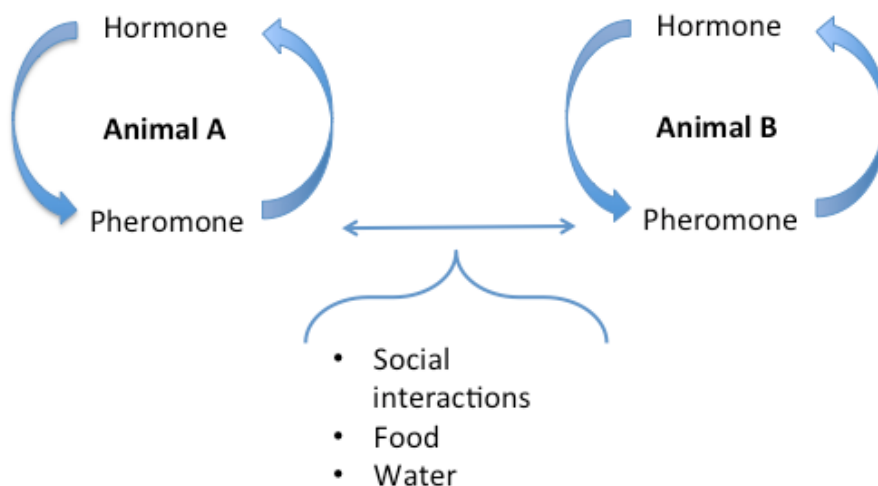 Hormone
Hormone
Animal A
Animal B
Pheromone
Pheromone
• Social
interactions
• Food
• Water